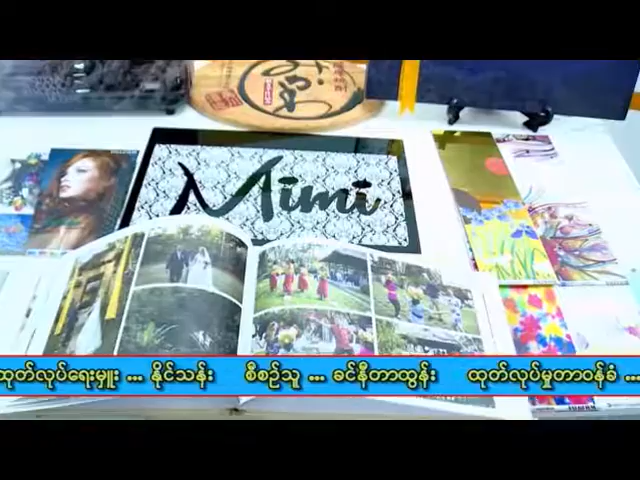 Mimi
ထုတ်လုပ်ရေးမှူး ... နိုင်သန်း စီစဉ်သူ ... ခင်နီတာထွန်း ထုတ်လုပ်မှုတာဝန်ခံ ...